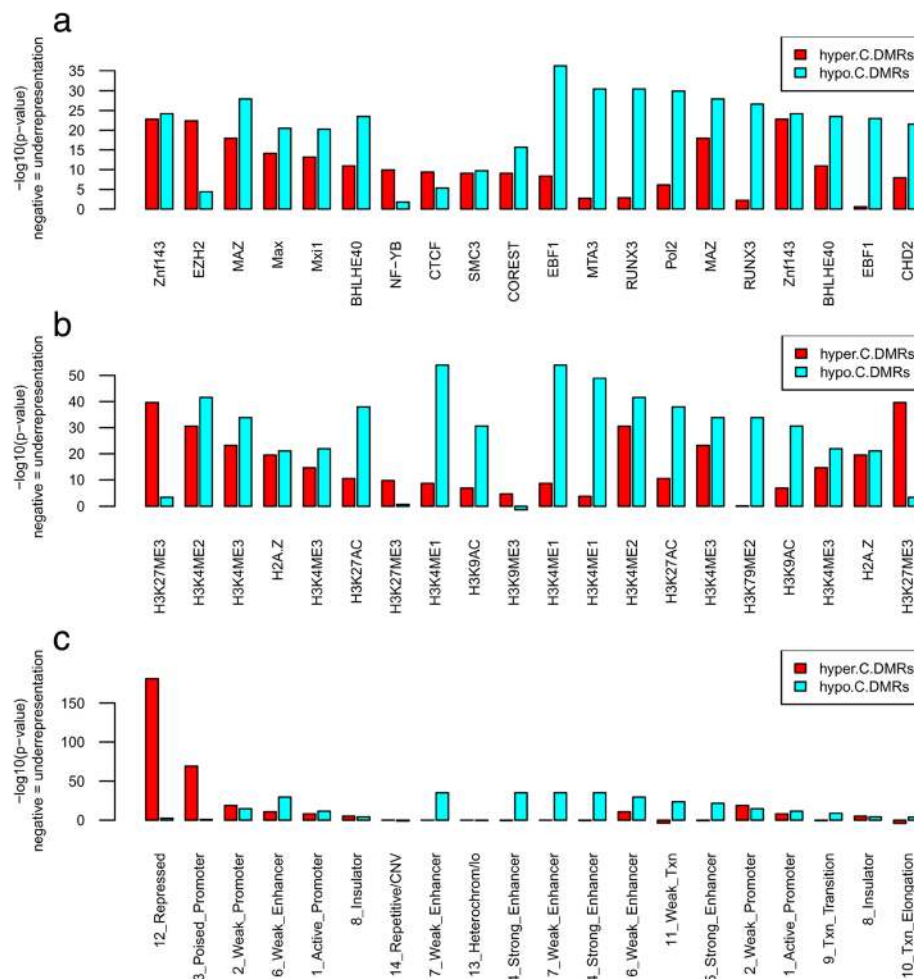 a
hyper.C.DMRs
hypo.C.DMRs
−log10(p−value)
negative = underrepresentation
35
30
25
20
15
10
5
0
Znf143
EZH2
MAZ
Max
Mxi1
BHLHE40
NF−YB
CTCF
SMC3
COREST
EBF1
MTA3
RUNX3
Pol2
MAZ
RUNX3
Znf143
BHLHE40
EBF1
CHD2
b
hyper.C.DMRs
hypo.C.DMRs
−log10(p−value)
negative = underrepresentation
50
40
30
20
10
0
H3K27ME3
H3K4ME2
H3K4ME3
H2A.Z
H3K4ME3
H3K27AC
H3K27ME3
H3K4ME1
H3K9AC
H3K9ME3
H3K4ME1
H3K4ME1
H3K4ME2
H3K27AC
H3K4ME3
H3K79ME2
H3K9AC
H3K4ME3
H2A.Z
H3K27ME3
c
hyper.C.DMRs
hypo.C.DMRs
−log10(p−value)
negative = underrepresentation
150
100
50
0
12_Repressed
3_Poised_Promoter
2_Weak_Promoter
6_Weak_Enhancer
1_Active_Promoter
8_Insulator
14_Repetitive/CNV
7_Weak_Enhancer
13_Heterochrom/lo
4_Strong_Enhancer
7_Weak_Enhancer
4_Strong_Enhancer
6_Weak_Enhancer
11_Weak_Txn
5_Strong_Enhancer
2_Weak_Promoter
1_Active_Promoter
9_Txn_Transition
8_Insulator
10_Txn_Elongation